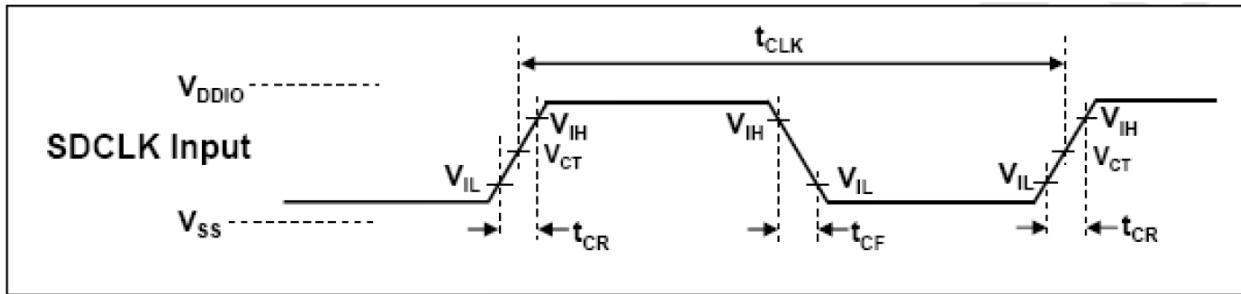 tCLK
VDDIO
SDCLK Input
VIH
VIH
VIH
VCT
VCT
VIL
VIL
VIL
VSS
tCR
tCF
tCR